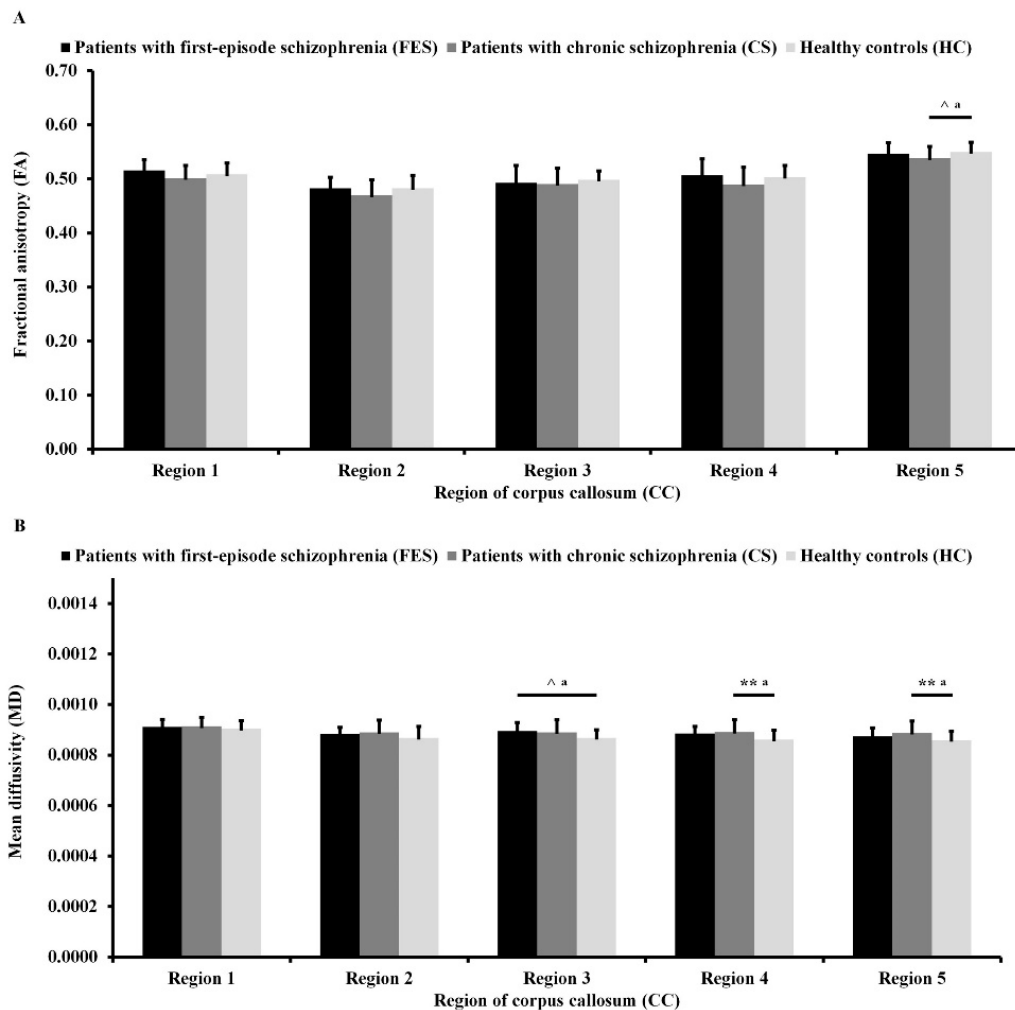 A
Patients with first-episode schizophrenia (FES) Patients with chronic schizophrenia (CS) Healthy controls (HC)
0.70
0.60
0.50
0.40
0.30
0.20
0.10
0.00
Fractional anisotropy (FA)
^ a
Region 1 Region 2 Region 3 Region 4 Region 5
Region of corpus callosum (CC)
B
Patients with first-episode schizophrenia (FES) Patients with chronic schizophrenia (CS) Healthy controls (HC)
0.0014
0.0012
0.0010
0.0008
0.0006
0.0004
0.0002
0.0000
Mean diffusivity (MD)
^ a ** a ** a
Region 1 Region 2 Region 3 Region 4 Region 5
Region of corpus callosum (CC)